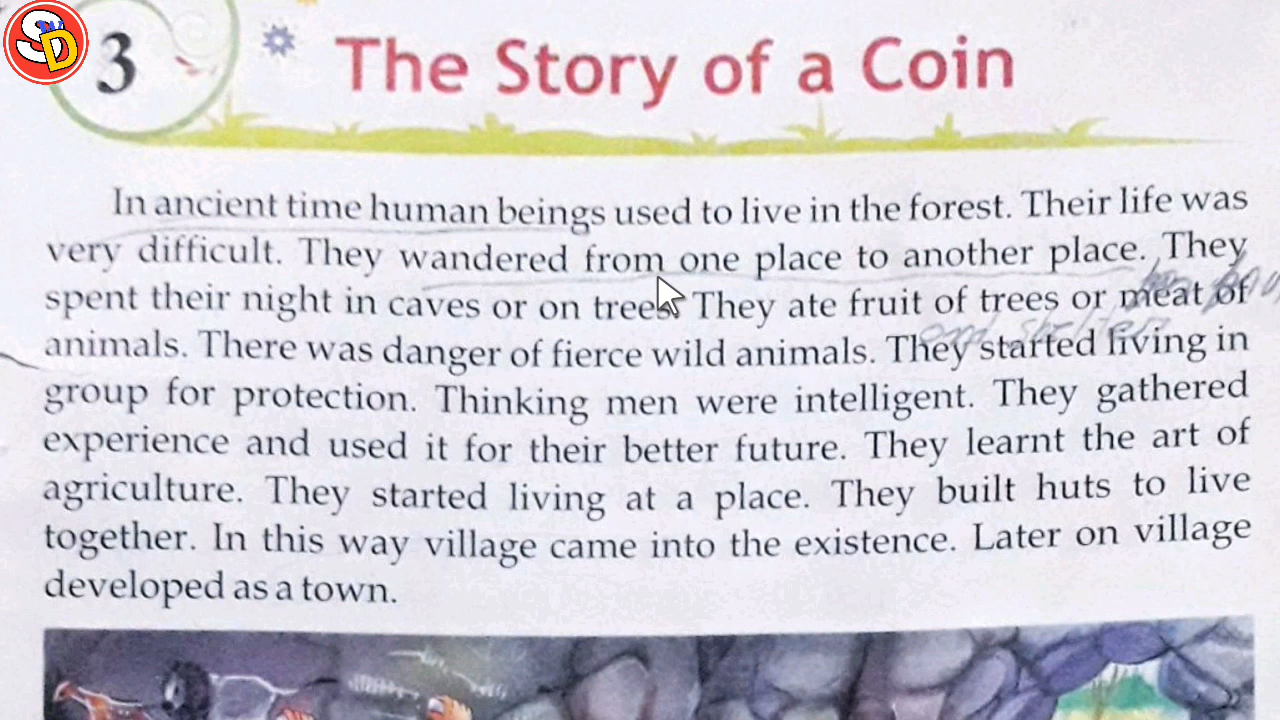 SD
3
The Story of a Coin
In ancient time human beings used to live in the forest. Their life was
very difficult. They wandered from one place to another place. They
spent their night in caves or on trees. They ate fruit of trees or meat of
animals. There was danger of fierce wild animals. They started living in
group for protection. Thinking men were intelligent. They gathered
experience and used it for their better future. They learnt the art of
agriculture. They started living at a place. They built huts to live
together. In this way village came into the existence. Later on village
developed as a town.